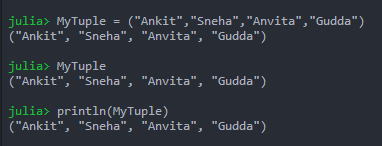 julia> MyTuple = ("Ankit","Sneha","Anvita","Gudda")
("Ankit", "Sneha", "Anvita", "Gudda")
julia> MyTuple
("Ankit", "Sneha", "Anvita", "Gudda")
julia> println(MyTuple)
("Ankit", "Sneha", "Anvita", "Gudda")